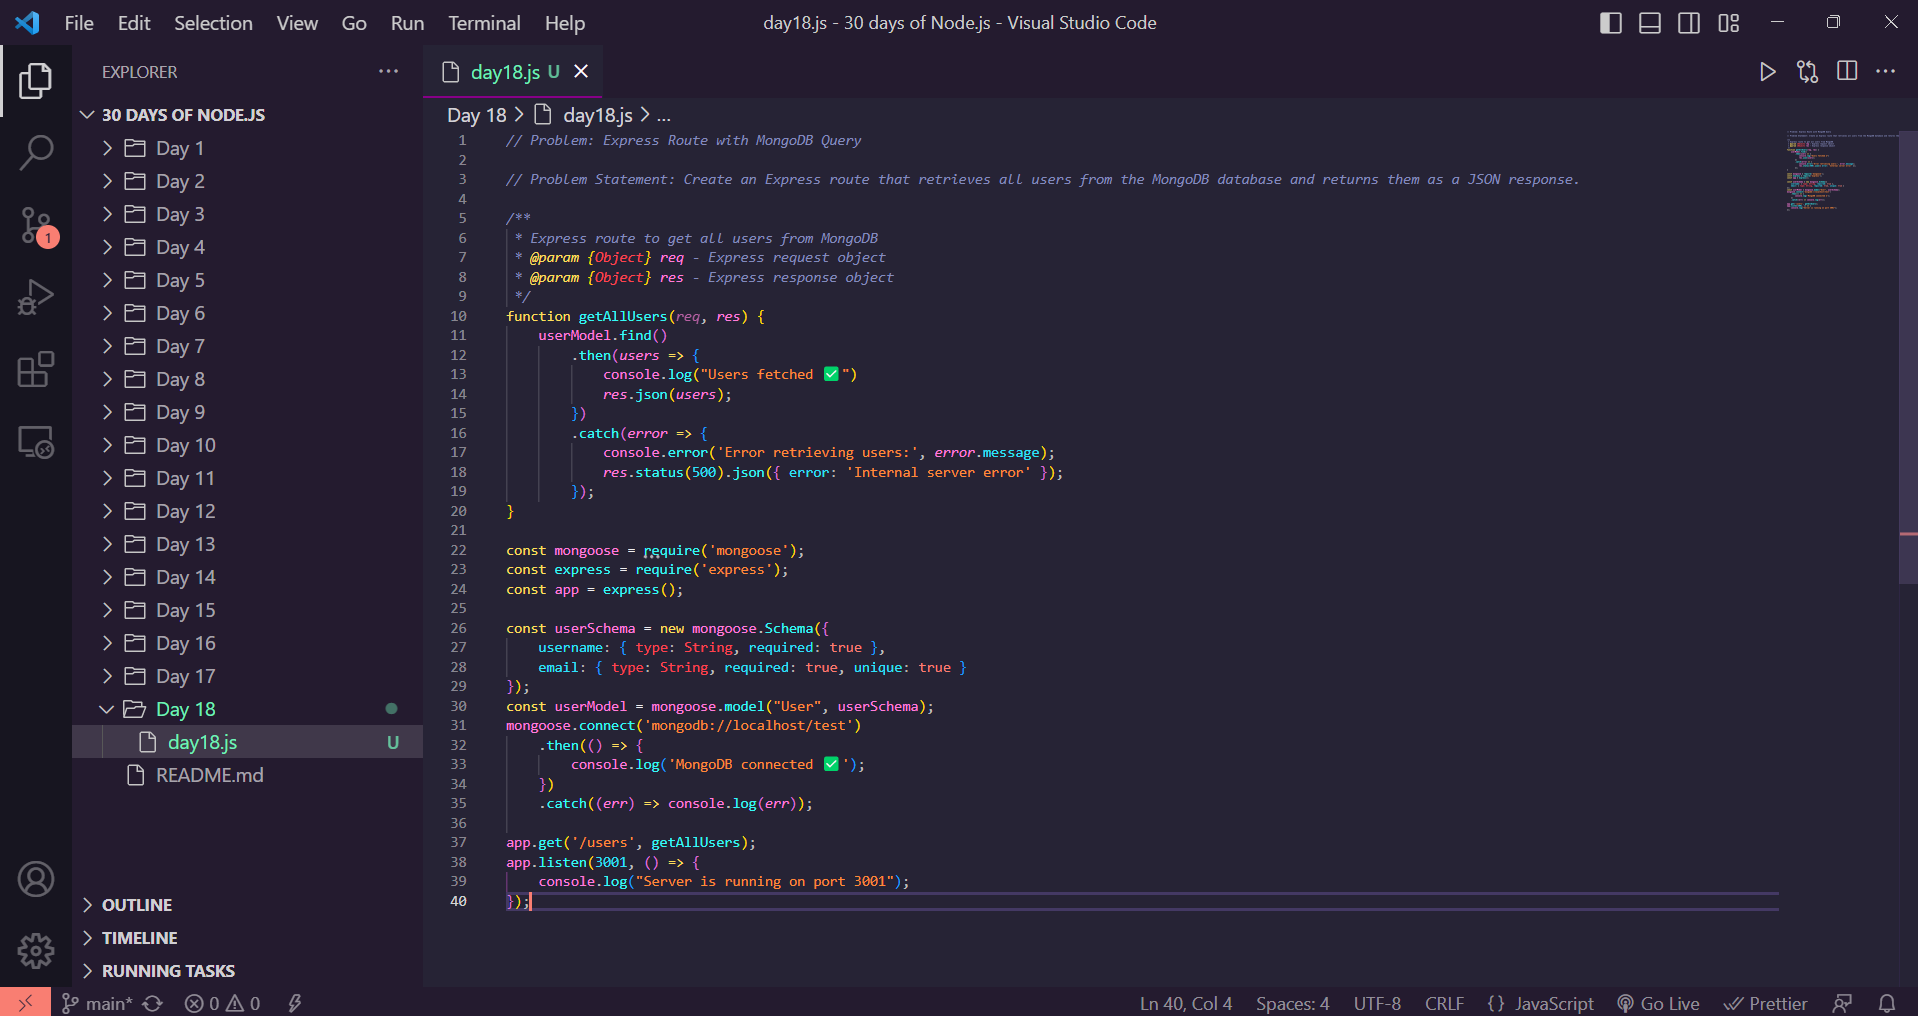 File Edit Selection View Go Run Terminal Help
day18.js - 30 days of Node.js - Visual Studio Code
EXPLORER
30 DAYS OF NODE.JS
Day 1
Day 2
Day 3
Day 4
Day 5
Day 6
Day 7
Day 8
Day 9
Day 10
Day 11
Day 12
Day 13
Day 14
Day 15
Day 16
Day 17
Day 18
day18.js U
README.md
OUTLINE
TIMELINE
RUNNING TASKS
1
day18.js U
Day 18 > day18.js > ...
1 // Problem: Express Route with MongoDB Query
2
3 // Problem Statement: Create an Express route that retrieves all users from the MongoDB database and returns them as a JSON response.
4
5 /**
6  * Express route to get all users from MongoDB
7  * @param {Object} req - Express request object
8  * @param {Object} res - Express response object
9  */
10 function getAllUsers(req, res) {
11     userModel.find()
12         .then(users => {
13             console.log("Users fetched ✅")
14             res.json(users);
15         })
16         .catch(error => {
17             console.error('Error retrieving users:', error.message);
18             res.status(500).json({ error: 'Internal server error' });
19         });
20 }
21
22 const mongoose = require('mongoose');
23 const express = require('express');
24 const app = express();
25
26 const userSchema = new mongoose.Schema({
27     username: { type: String, required: true },
28     email: { type: String, required: true, unique: true }
29 });
30 const userModel = mongoose.model("User", userSchema);
31 mongoose.connect('mongodb://localhost/test')
32     .then(() => {
33         console.log('MongoDB connected ✅');
34     })
35     .catch((err) => console.log(err));
36
37 app.get('/users', getAllUsers);
38 app.listen(3001, () => {
39     console.log("Server is running on port 3001");
40 });
main* 0 0 Ln 40, Col 4 Spaces: 4 UTF-8 CRLF {} JavaScript Go Live Prettier